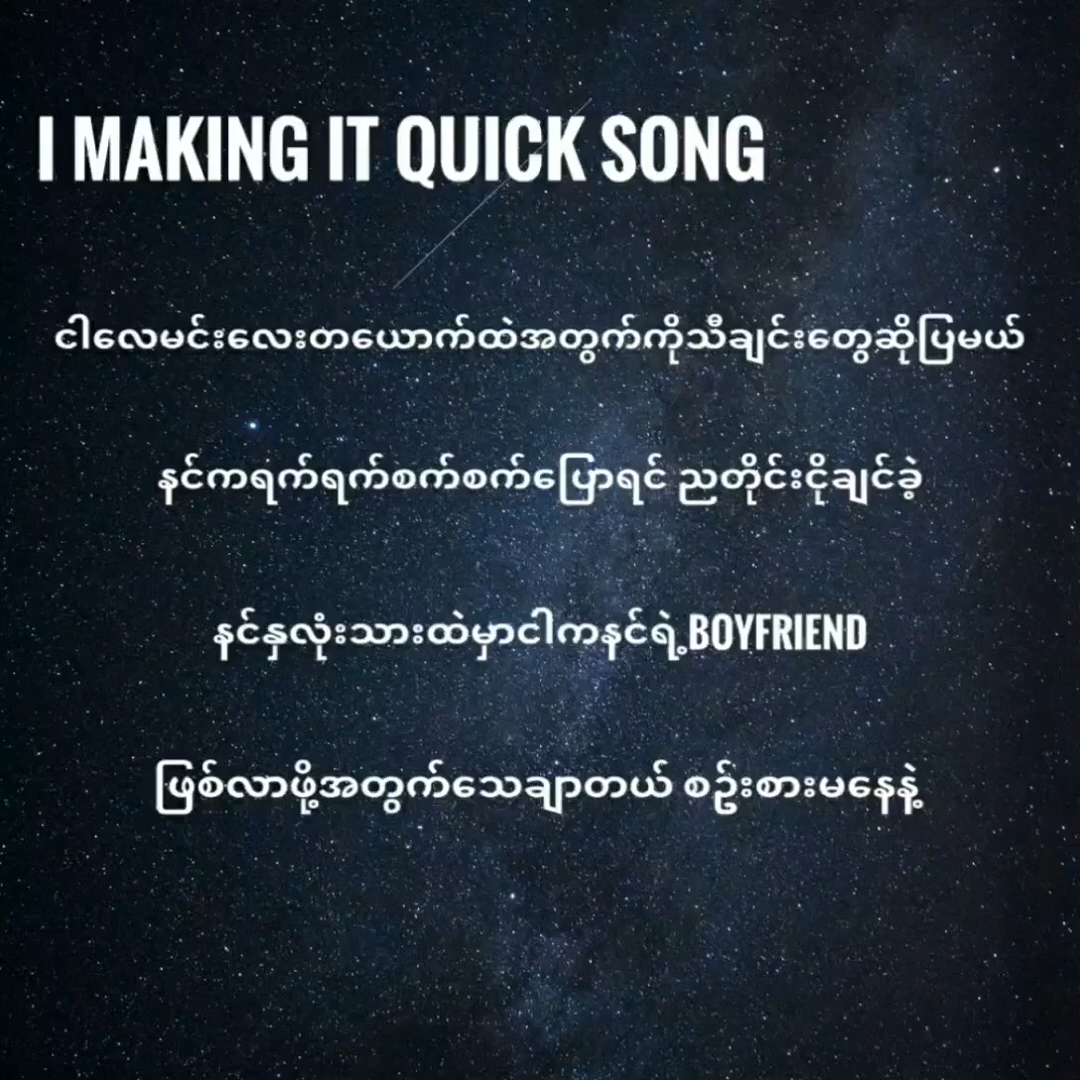 I MAKING IT QUICK SONG
ငါလေမင်းလေးတယောက်ထဲအတွက်ကိုသီချင်းတွေဆိုပြမယ်
နင်ကရက်ရက်စက်စက်ပြောရင် ညတိုင်းငိုချင်ခဲ့
နင်နှလုံးသားထဲမှာငါကနင်ရဲ့BOYFRIEND
ဖြစ်လာဖို့အတွက်သေချာတယ် စဥ်းစားမနေနဲ့